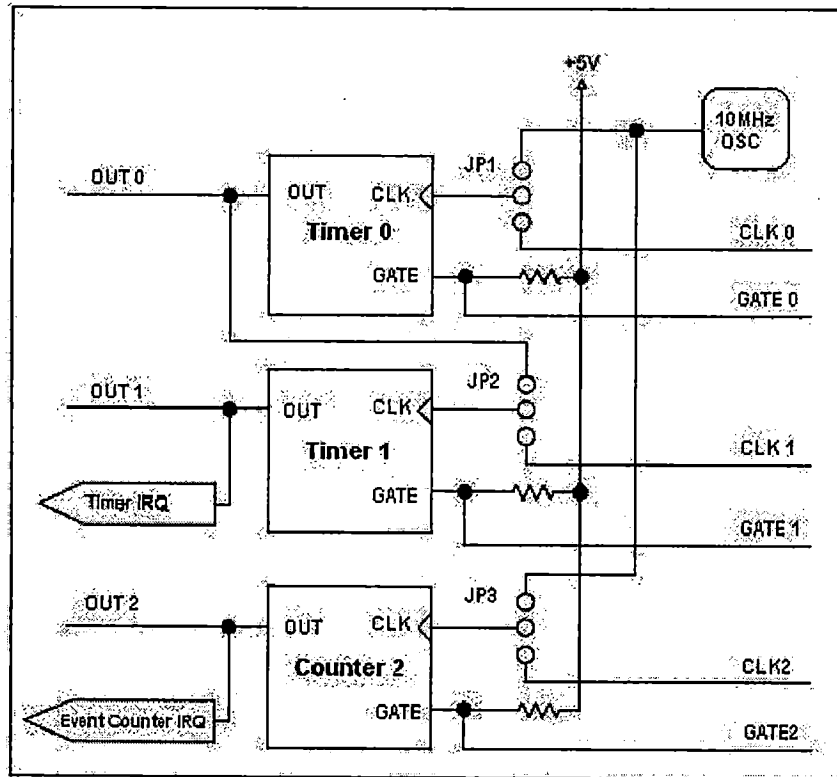 +5V
10MHz
OSC
OUT 0
OUT
CLK
JP1
Timer 0
CLK 0
GATE
GATE 0
OUT 1
OUT
CLK
JP2
Timer 1
CLK 1
GATE
Timer IRQ
GATE 1
OUT 2
OUT
CLK
JP3
Counter 2
CLK2
GATE
Event Counter IRQ
GATE2